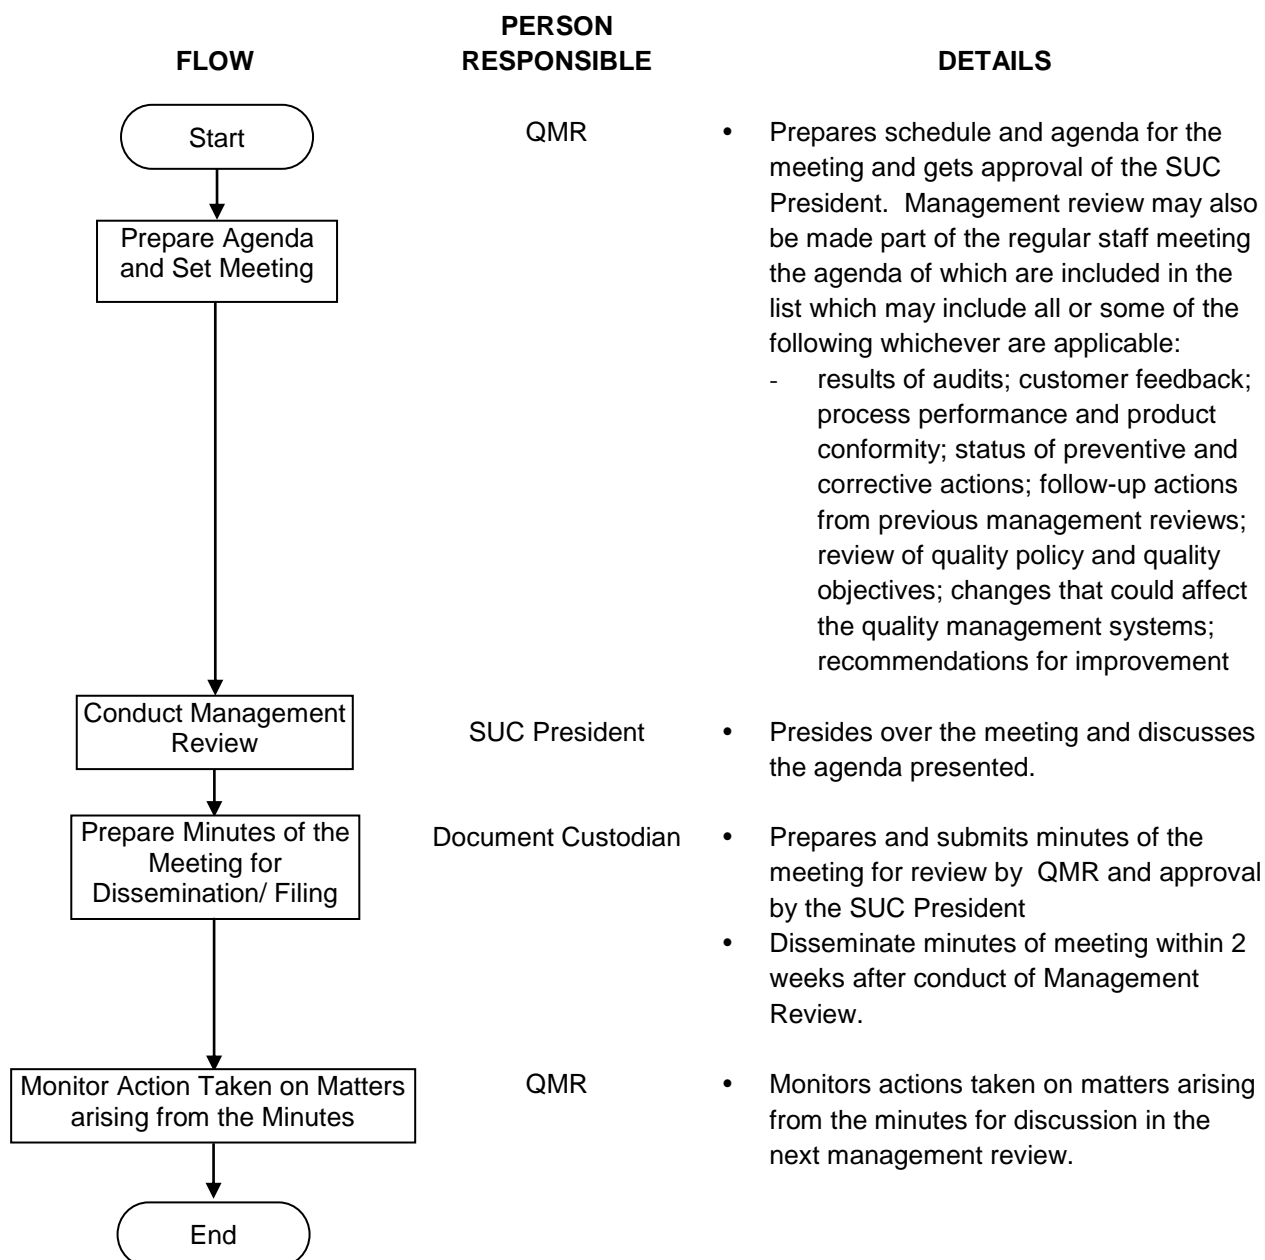 PERSON
FLOW RESPONSIBLE DETAILS
Start
QMR
• Prepares schedule and agenda for the
meeting and gets approval of the SUC
President.  Management review may also
be made part of the regular staff meeting
the agenda of which are included in the
list which may include all or some of the
following whichever are applicable:
- results of audits; customer feedback;
process performance and product
conformity; status of preventive and
corrective actions; follow-up actions
from previous management reviews;
review of quality policy and quality
objectives; changes that could affect
the quality management systems;
recommendations for improvement
Prepare Agenda
and Set Meeting
Conduct Management
Review
SUC President
• Presides over the meeting and discusses
the agenda presented.
Prepare Minutes of the
Meeting for
Dissemination/ Filing
Document Custodian
• Prepares and submits minutes of the
meeting for review by  QMR and approval
by the SUC President
• Disseminate minutes of meeting within 2
weeks after conduct of Management
Review.
Monitor Action Taken on Matters
arising from the Minutes
QMR
• Monitors actions taken on matters arising
from the minutes for discussion in the
next management review.
End